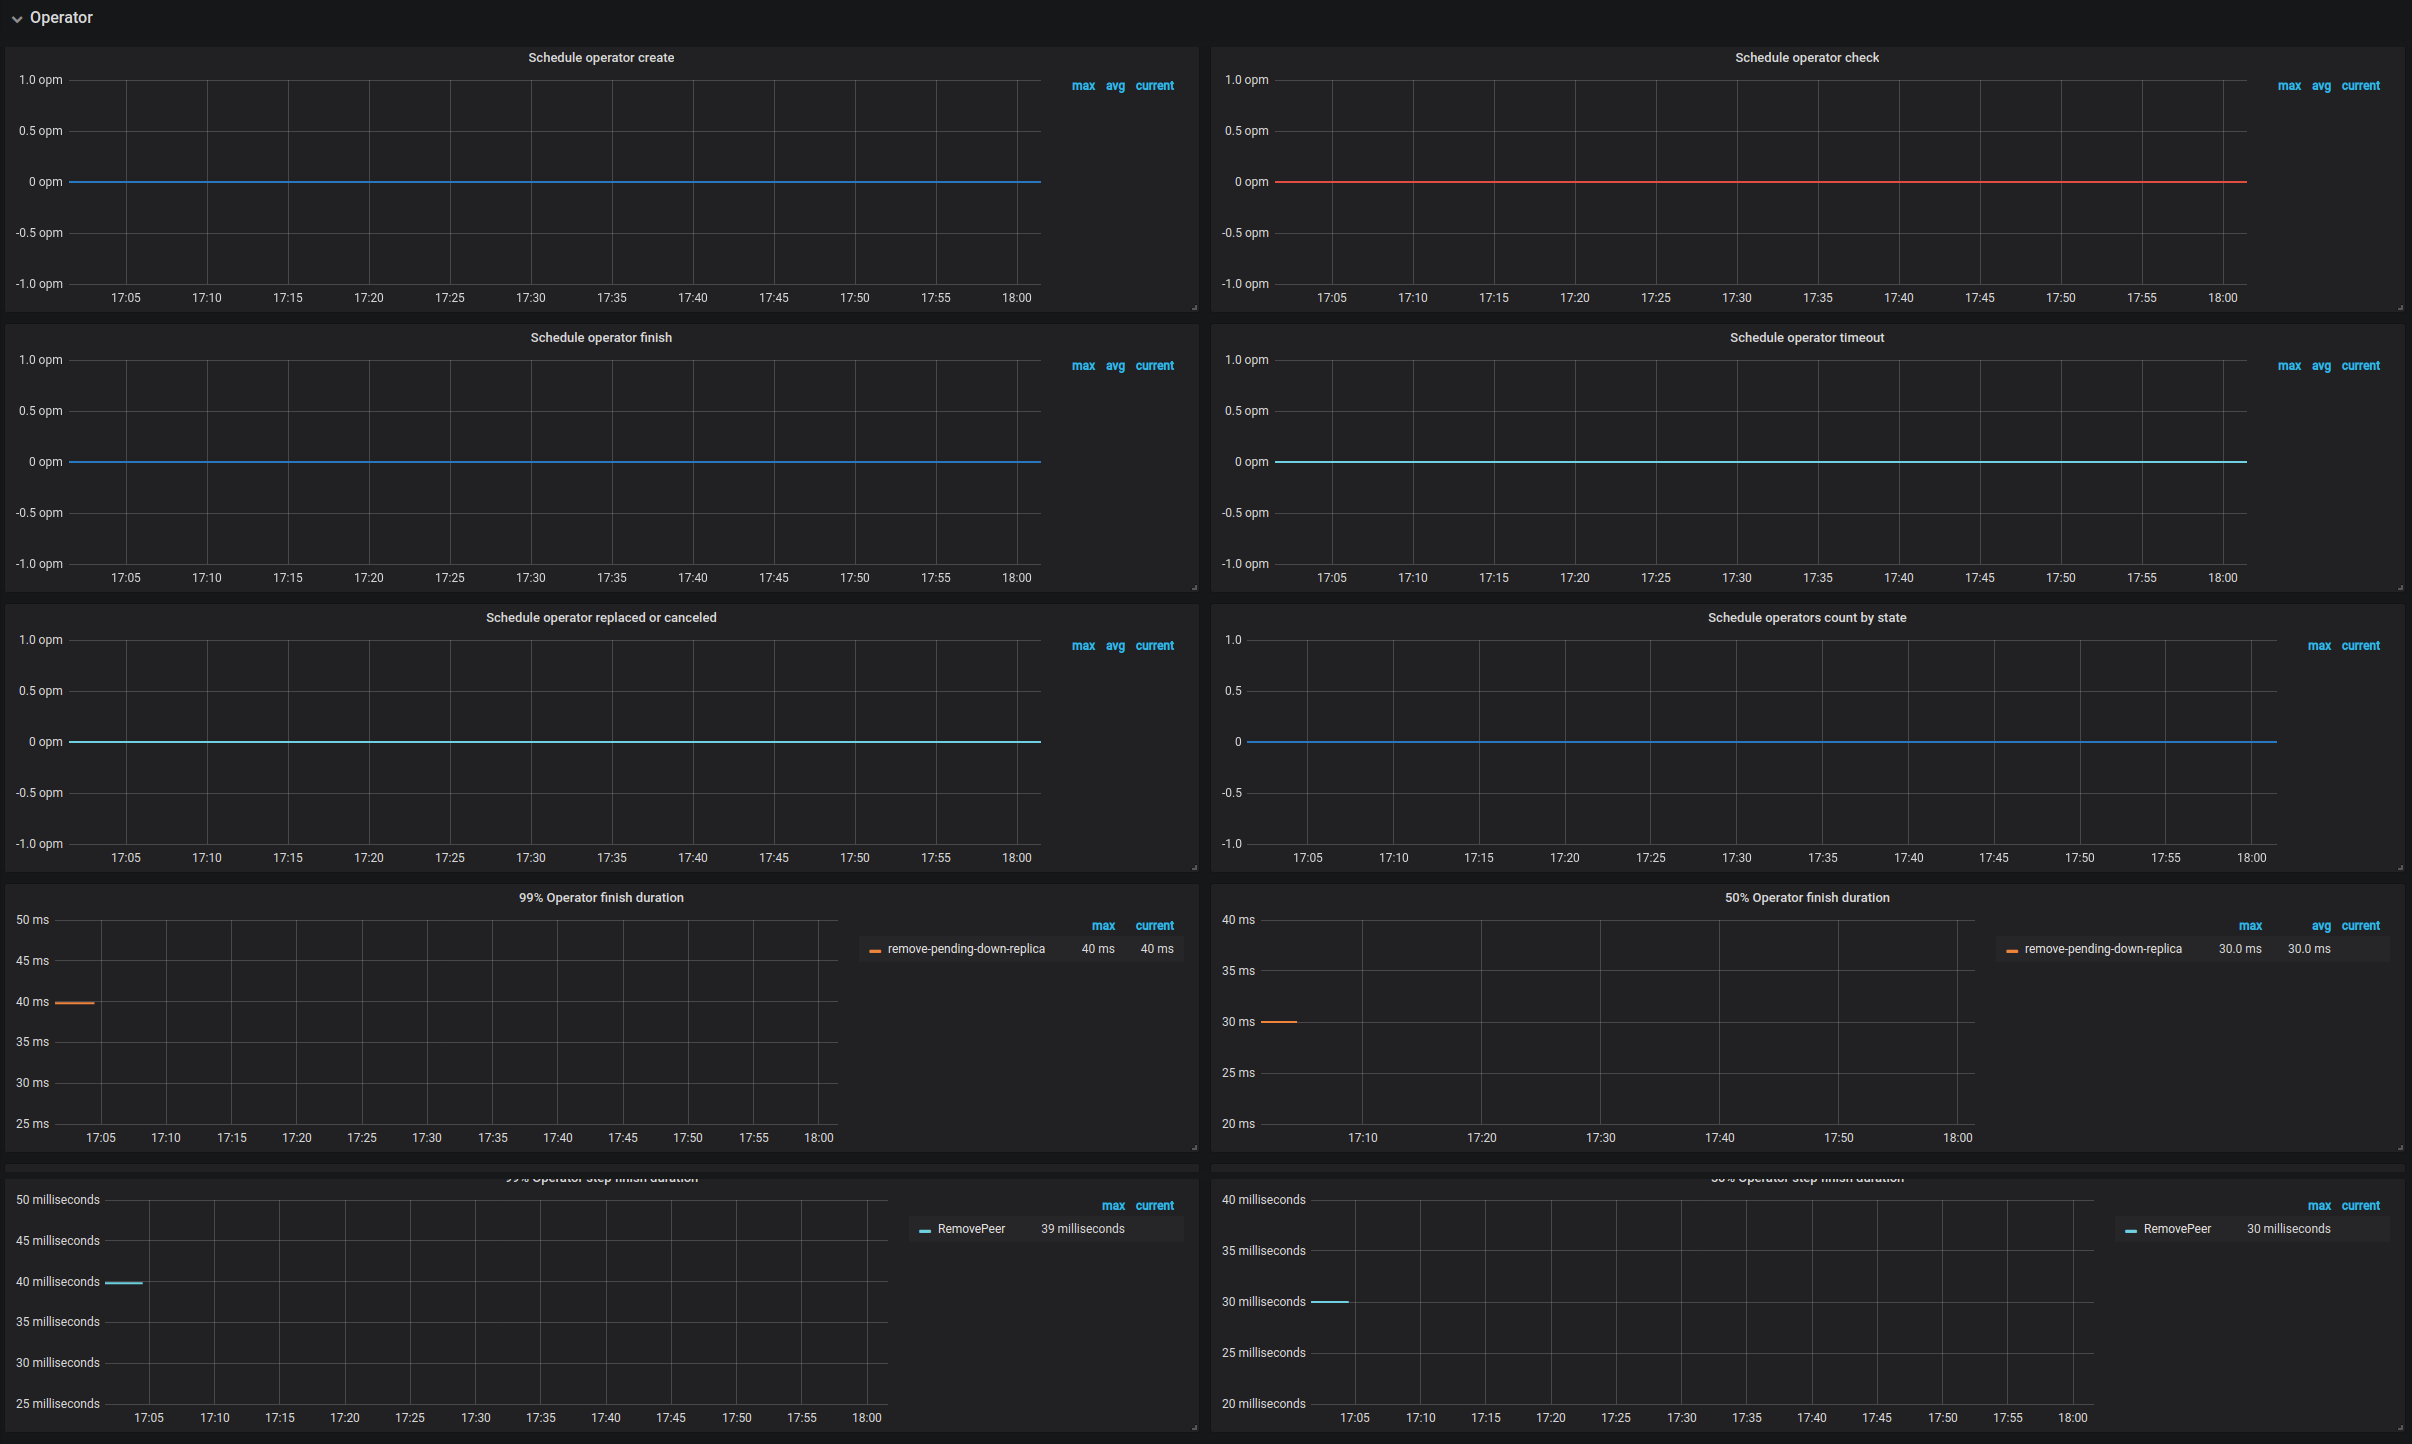 Operator
Schedule operator create
max avg current
1.0 opm
0.5 opm
0 opm
-0.5 opm
-1.0 opm
17:05 17:10 17:15 17:20 17:25 17:30 17:35 17:40 17:45 17:50 17:55 18:00
Schedule operator check
max avg current
1.0 opm
0.5 opm
0 opm
-0.5 opm
-1.0 opm
17:05 17:10 17:15 17:20 17:25 17:30 17:35 17:40 17:45 17:50 17:55 18:00
Schedule operator finish
max avg current
1.0 opm
0.5 opm
0 opm
-0.5 opm
-1.0 opm
17:05 17:10 17:15 17:20 17:25 17:30 17:35 17:40 17:45 17:50 17:55 18:00
Schedule operator timeout
max avg current
1.0 opm
0.5 opm
0 opm
-0.5 opm
-1.0 opm
17:05 17:10 17:15 17:20 17:25 17:30 17:35 17:40 17:45 17:50 17:55 18:00
Schedule operator replaced or canceled
max avg current
1.0 opm
0.5 opm
0 opm
-0.5 opm
-1.0 opm
17:05 17:10 17:15 17:20 17:25 17:30 17:35 17:40 17:45 17:50 17:55 18:00
Schedule operators count by state
max current
1.0
0.5
0
-0.5
-1.0
17:05 17:10 17:15 17:20 17:25 17:30 17:35 17:40 17:45 17:50 17:55 18:00
99% Operator finish duration
max current
remove-pending-down-replica 40 ms 40 ms
50 ms
45 ms
40 ms
35 ms
30 ms
25 ms
17:05 17:10 17:15 17:20 17:25 17:30 17:35 17:40 17:45 17:50 17:55 18:00
50% Operator finish duration
max avg current
remove-pending-down-replica 30.0 ms 30.0 ms
40 ms
35 ms
30 ms
25 ms
20 ms
17:10 17:20 17:30 17:40 17:50 18:00
99% Operator step finish duration
max current
RemovePeer 39 milliseconds
50 milliseconds
45 milliseconds
40 milliseconds
35 milliseconds
30 milliseconds
25 milliseconds
17:05 17:10 17:15 17:20 17:25 17:30 17:35 17:40 17:45 17:50 17:55 18:00
50% Operator step finish duration
max current
RemovePeer 30 milliseconds
40 milliseconds
35 milliseconds
30 milliseconds
25 milliseconds
20 milliseconds
17:05 17:10 17:15 17:20 17:25 17:30 17:35 17:40 17:45 17:50 17:55 18:00